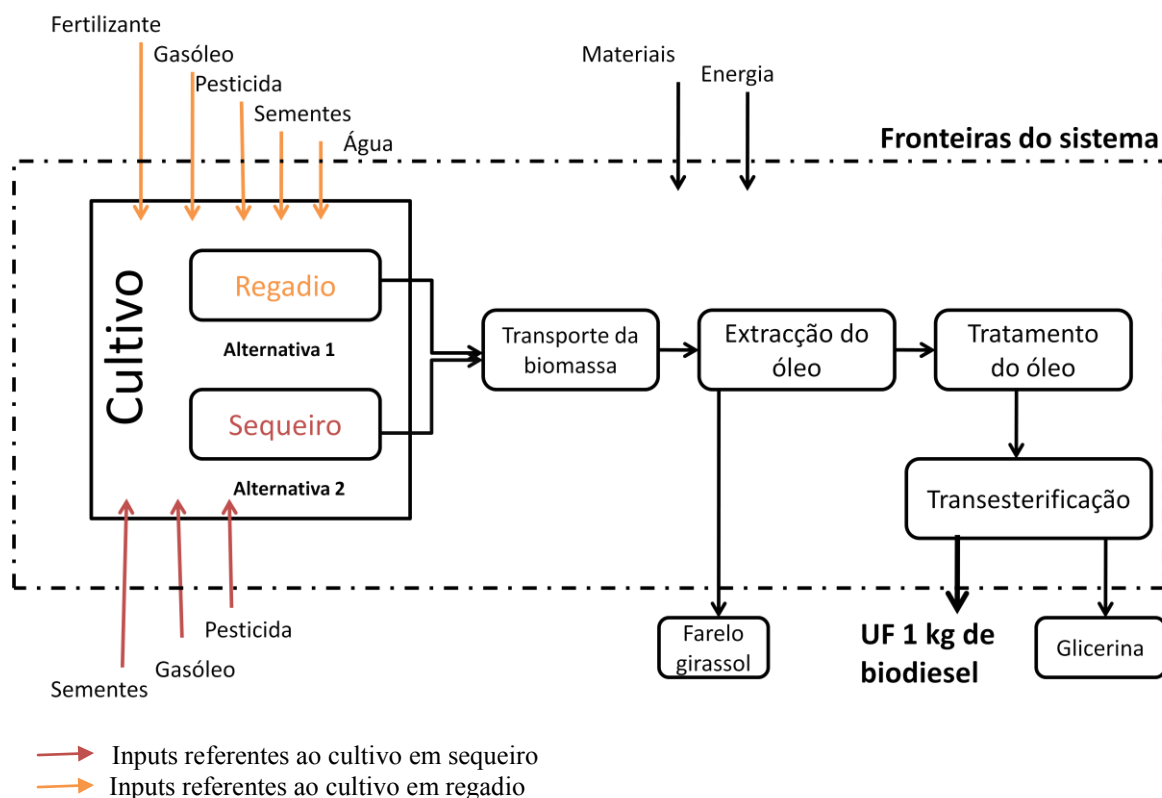 Fertilizante
Gasóleo
Pesticida
Sementes
Água
Materiais
Energia
Fronteiras do sistema
Cultivo
Regadio
Alternativa 1
Sequeiro
Alternativa 2
Transporte da
biomassa
Extracção do
óleo
Tratamento
do óleo
Transesterificação
Pesticida
Gasóleo
Sementes
Farelo
girassol
UF 1 kg de
biodiesel
Glicerina
Inputs referentes ao cultivo em sequeiro
Inputs referentes ao cultivo em regadio